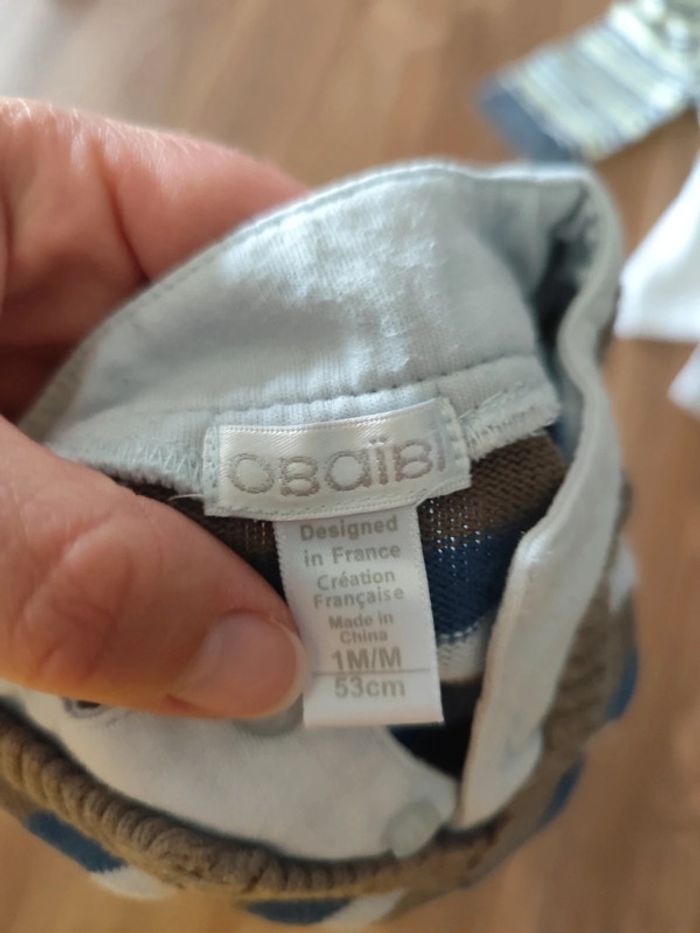 OBAÏBI
Designed
in France
Création
Française
Made in
China
1M/M
53cm